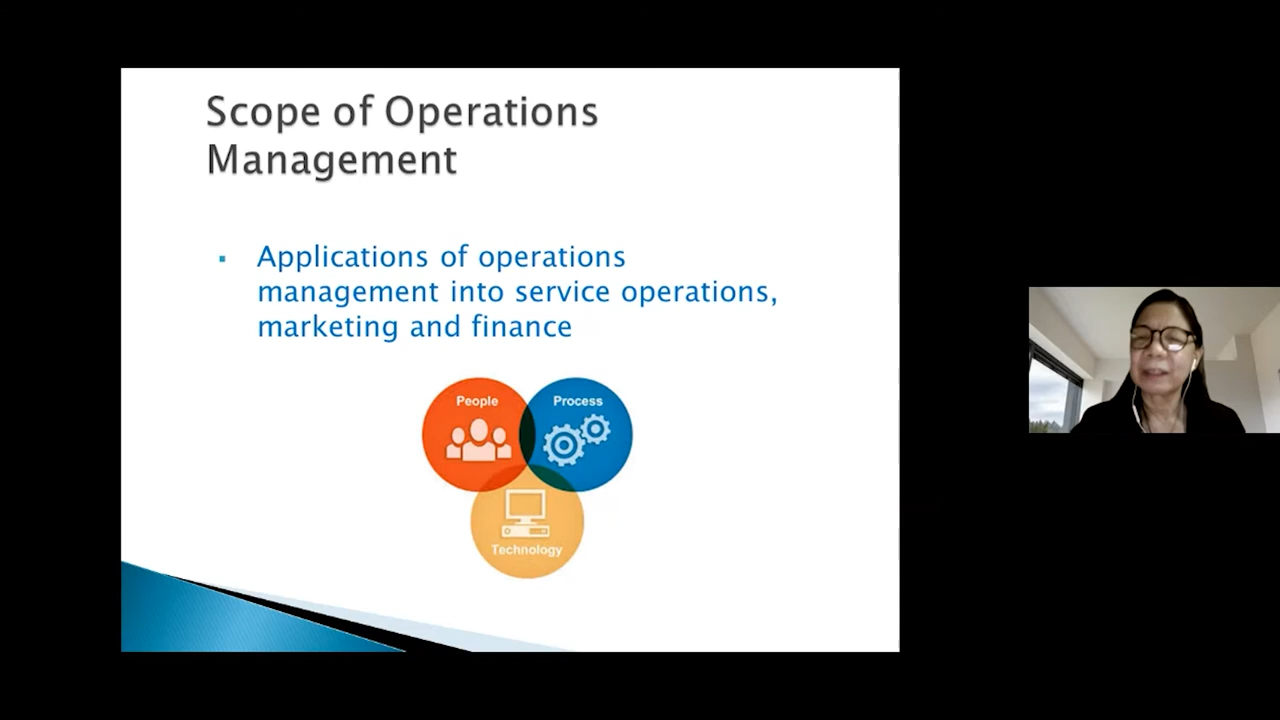 Scope of Operations
Management
▪ Applications of operations
management into service operations,
marketing and finance
People
Process
Technology